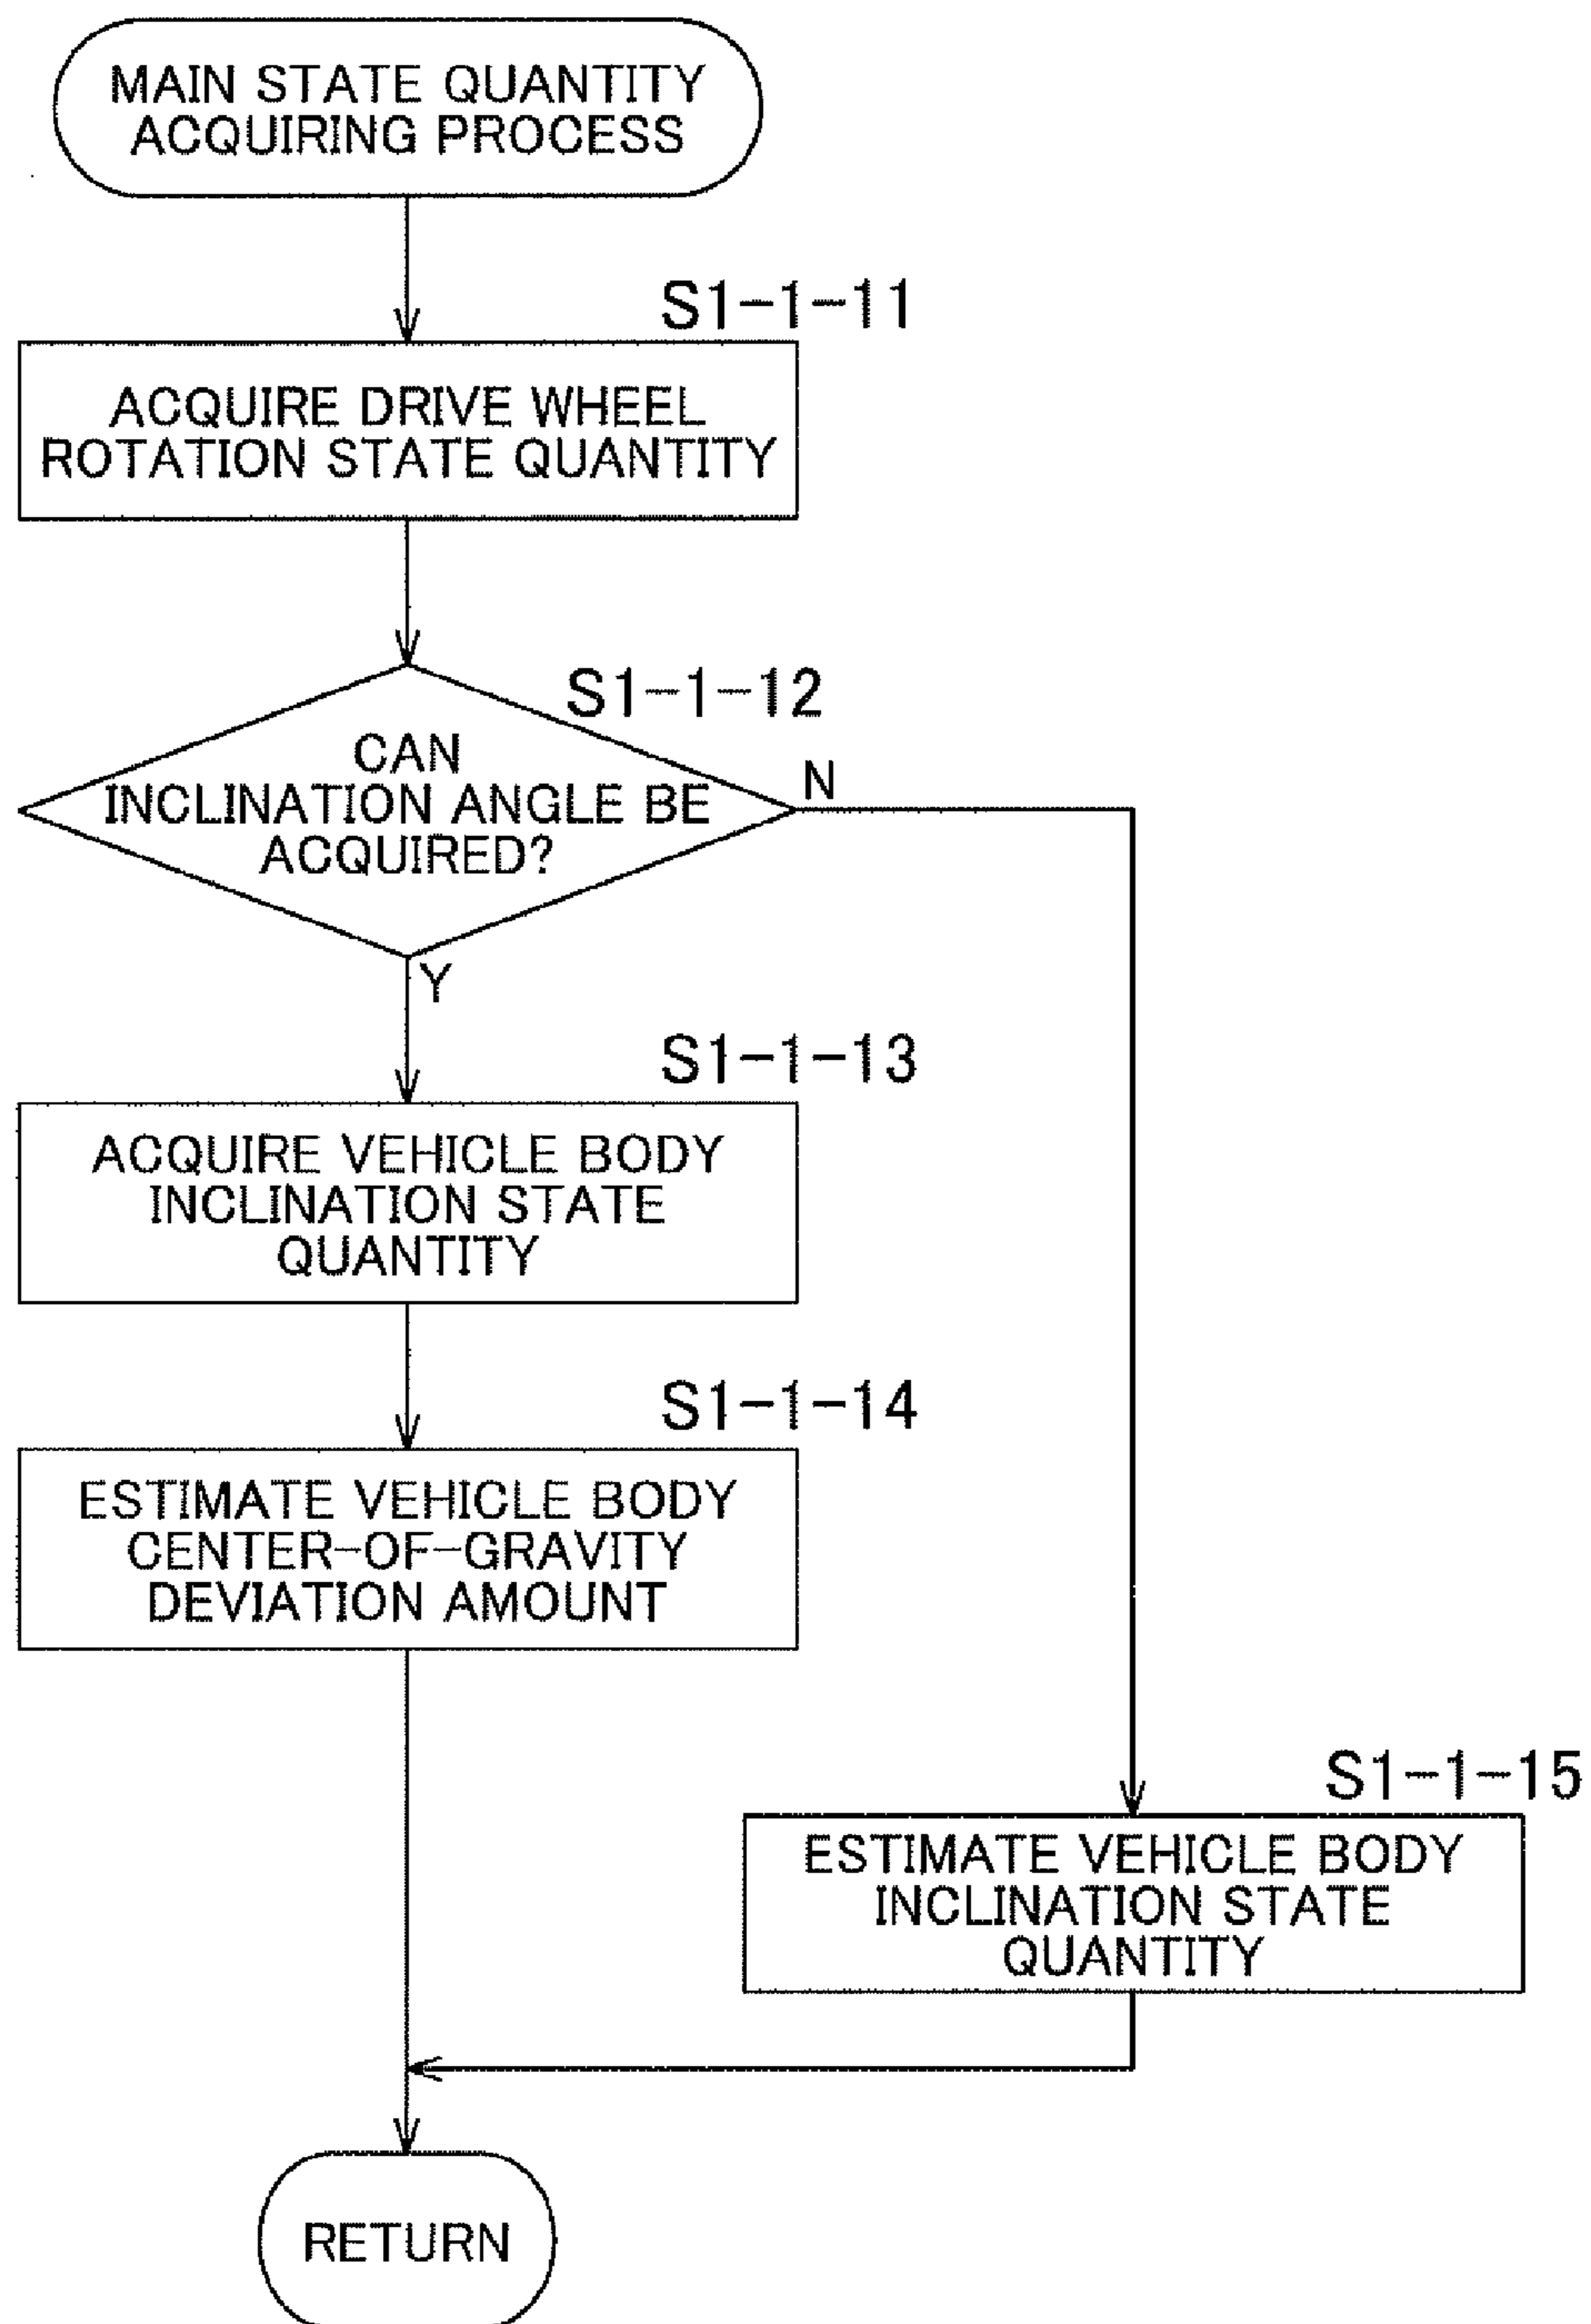 MAIN STATE QUANTITY
ACQUIRING PROCESS
S1-1-11
ACQUIRE DRIVE WHEEL
ROTATION STATE QUANTITY
S1-1-12
CAN
INCLINATION ANGLE BE
ACQUIRED?
N
Y
S1-1-13
ACQUIRE VEHICLE BODY
INCLINATION STATE
QUANTITY
S1-1-14
ESTIMATE VEHICLE BODY
CENTER-OF-GRAVITY
DEVIATION AMOUNT
S1-1-15
ESTIMATE VEHICLE BODY
INCLINATION STATE
QUANTITY
RETURN